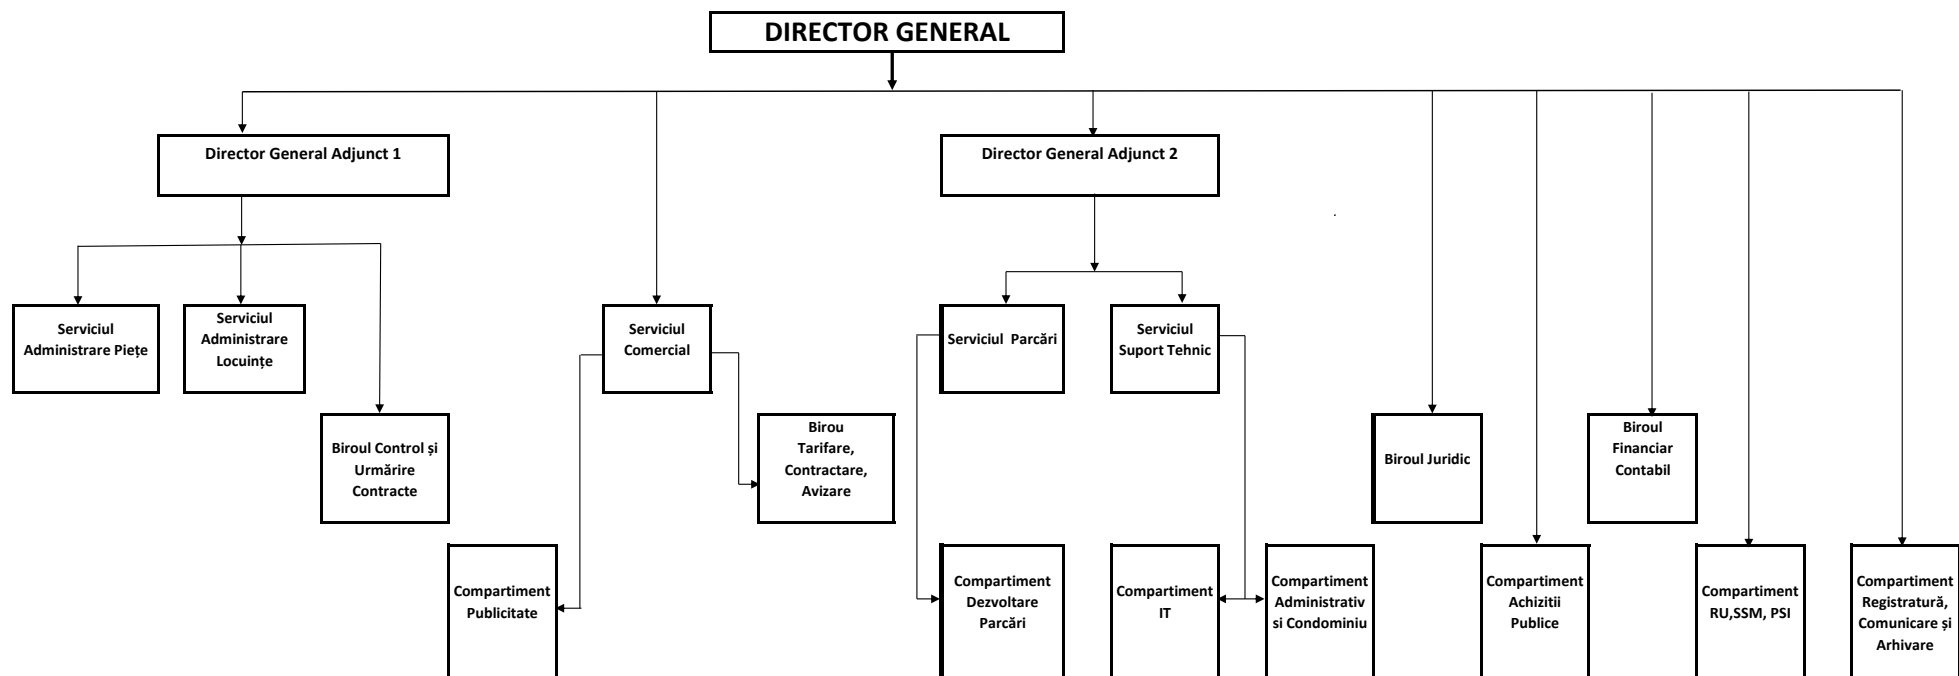 DIRECTOR GENERAL
Director General Adjunct 1
Director General Adjunct 2
Serviciul
Administrare Piețe
Serviciul
Administrare
Locuințe
Serviciul
Comercial
Serviciul Parcări
Serviciul
Suport Tehnic
Biroul Control și
Urmărire
Contracte
Birou
Tarifare,
Contractare,
Avizare
Biroul Juridic
Biroul
Financiar
Contabil
Compartiment
Publicitate
Compartiment
Dezvoltare
Parcări
Compartiment
IT
Compartiment
Administrativ
si Condominiu
Compartiment
Achizitii
Publice
Compartiment
RU,SSM, PSI
Compartiment
Registratură,
Comunicare și
Arhivare